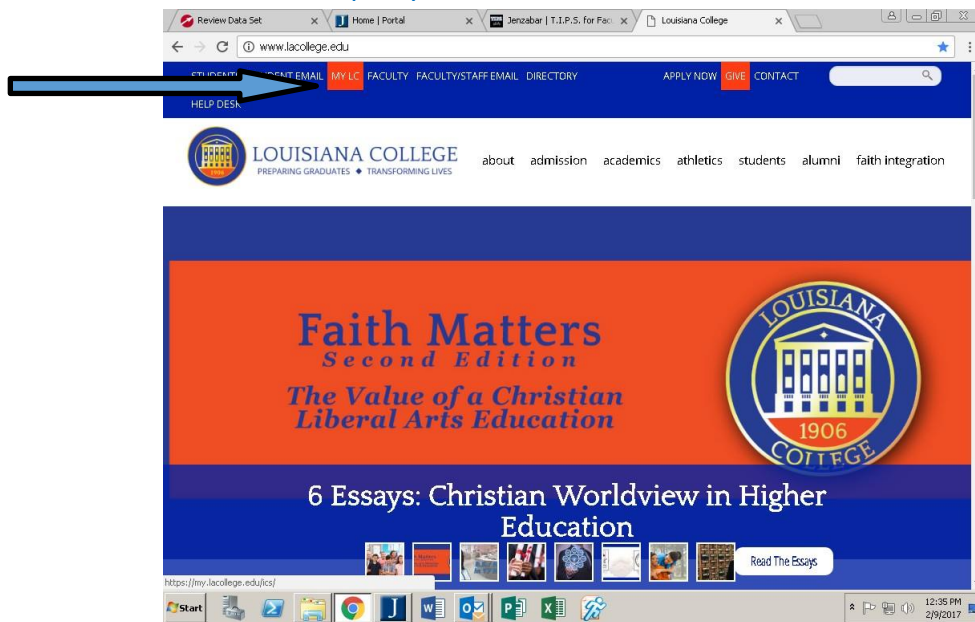 Review Data Set
Home | Portal
Jenzabar | T.I.P.S. for Facu
Louisiana College
www.lacollege.edu
EMAIL MY LC FACULTY FACULTY/STAFF EMAIL DIRECTORY APPLY NOW GIVE CONTACT
HELP DESK
LOUISIANA COLLEGE
PREPARING GRADUATES ◆ TRANSFORMING LIVES
1906
about admission academics athletics students alumni faith integration
Faith Matters
Second Edition
The Value of a Christian
Liberal Arts Education
LOUISIANA
1906
COLLEGE
6 Essays: Christian Worldview in Higher
Education
Read The Essays
https://my.lacollege.edu/ics/
Start
12:35 PM
2/9/2017